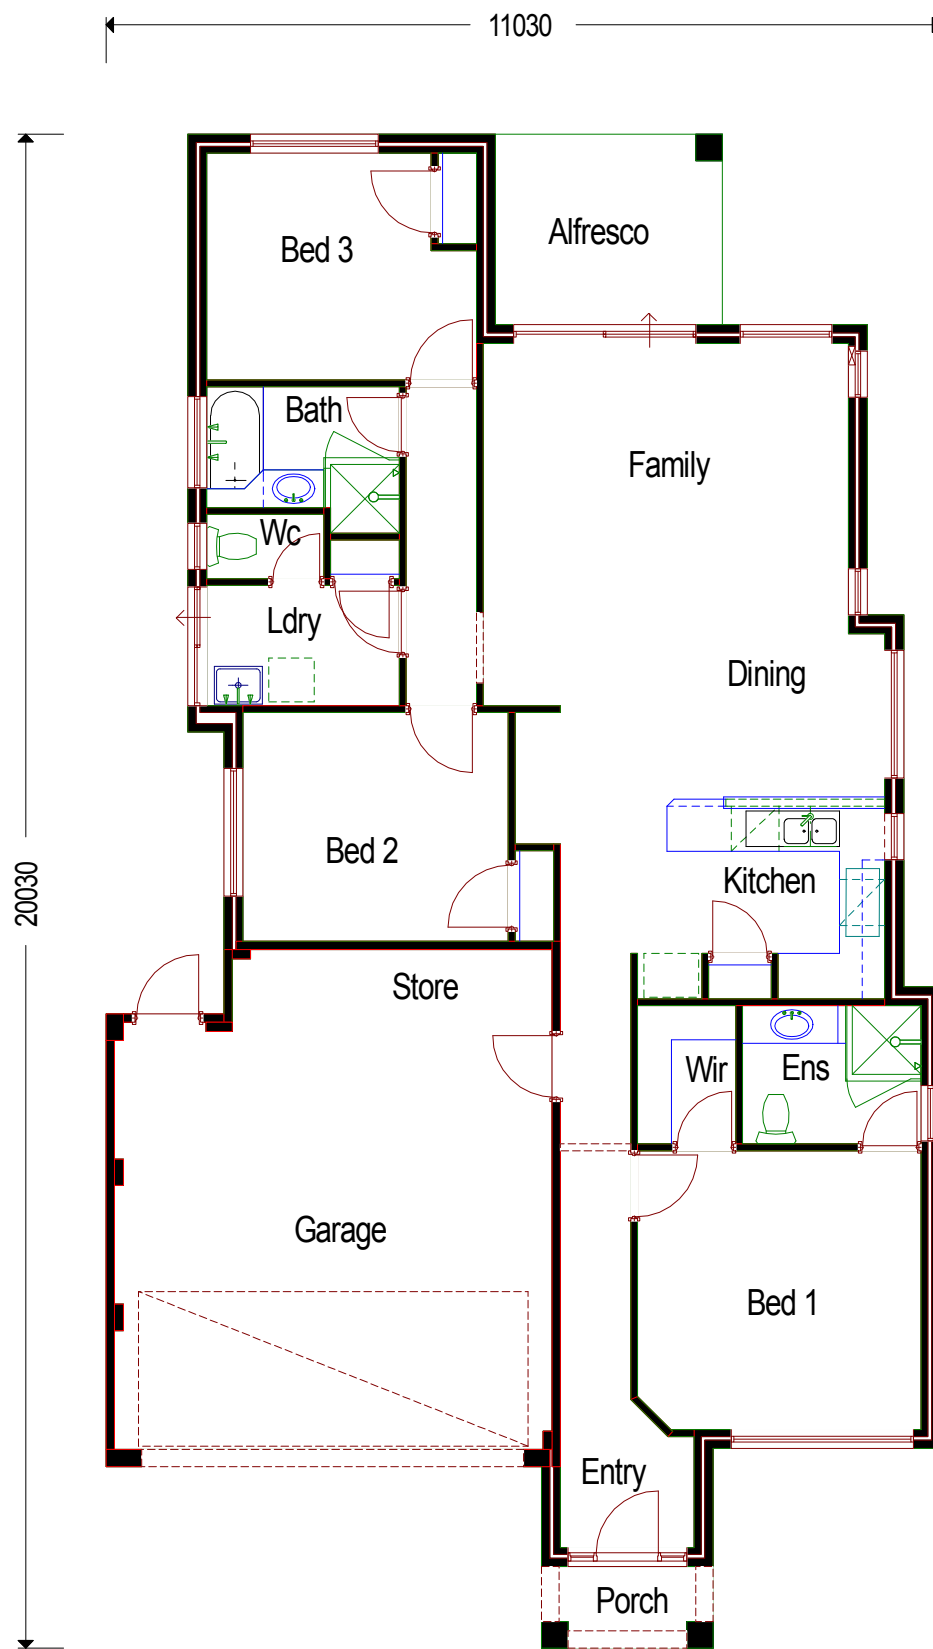 11030
Alfresco
Bed 3
Bath
Family
Wc
Ldry
Dining
Bed 2
Kitchen
20030
Store
Wir
Ens
Garage
Bed 1
Entry
Porch